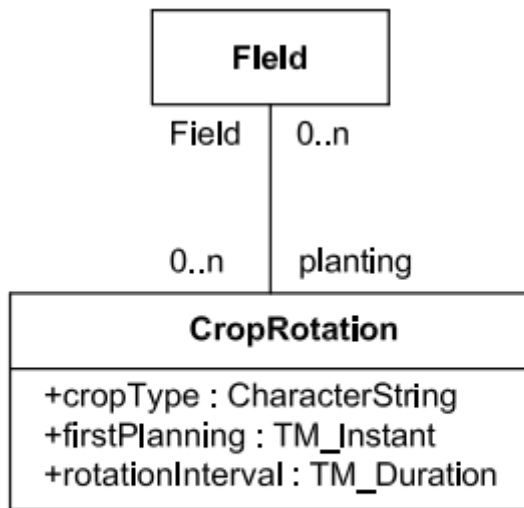 Field
Field 0..n
0..n planting
CropRotation
+cropType : CharacterString
+firstPlanning : TM_Instant
+rotationInterval : TM_Duration